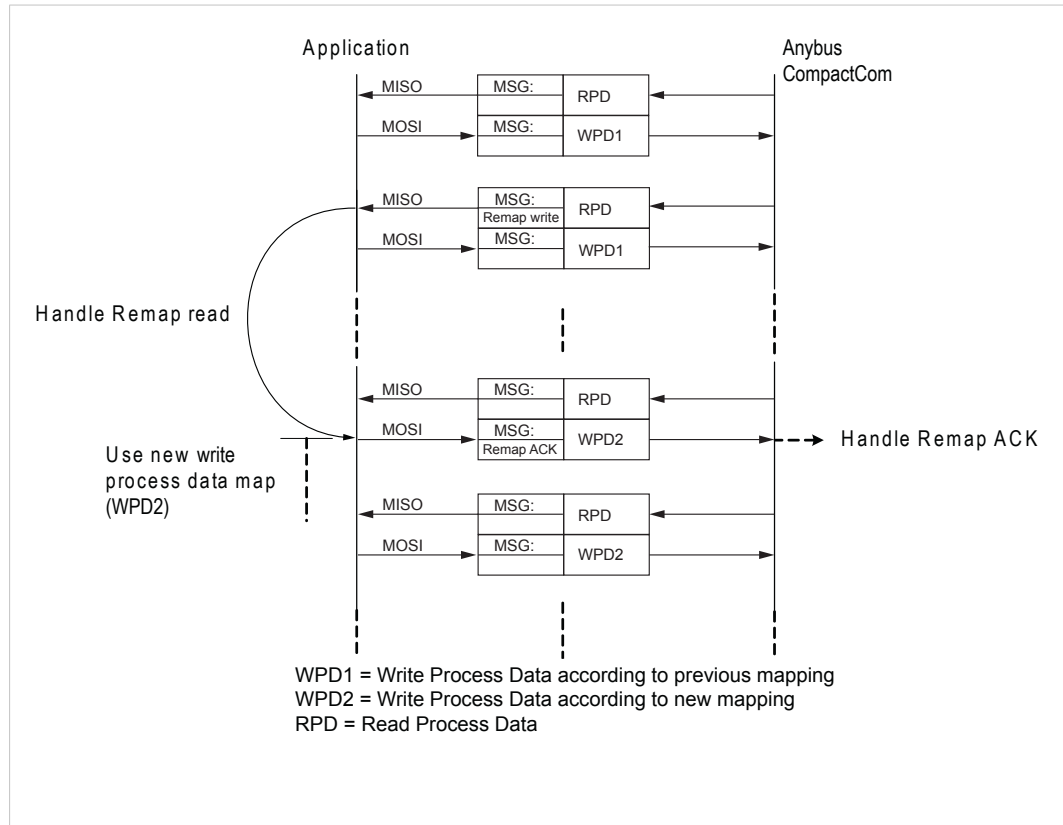 Application
Anybus
CompactCom
MISO
MSG:
RPD
MOSI
MSG:
WPD1
MISO
MSG:
Remap write
RPD
MOSI
MSG:
WPD1
Handle Remap read
MISO
MSG:
RPD
MOSI
MSG:
Remap ACK
WPD2
Handle Remap ACK
Use new write
process data map
(WPD2)
MISO
MSG:
RPD
MOSI
MSG:
WPD2
WPD1 = Write Process Data according to previous mapping
WPD2 = Write Process Data according to new mapping
RPD = Read Process Data